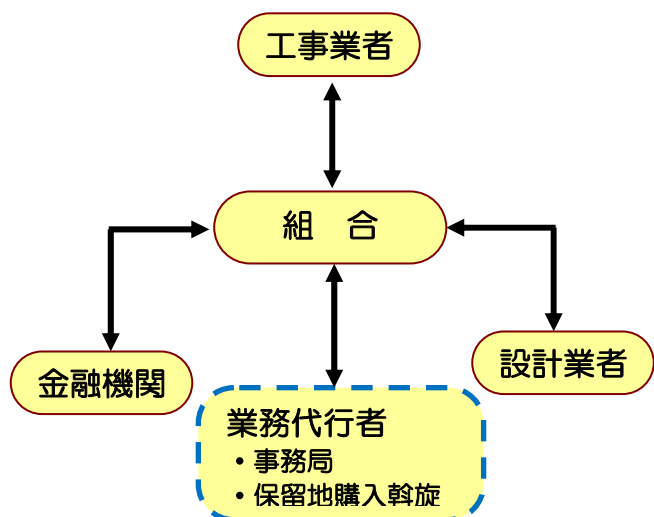 工事業者
組　合
金融機関
設計業者
業務代行者
・事務局
・保留地購入斡旋